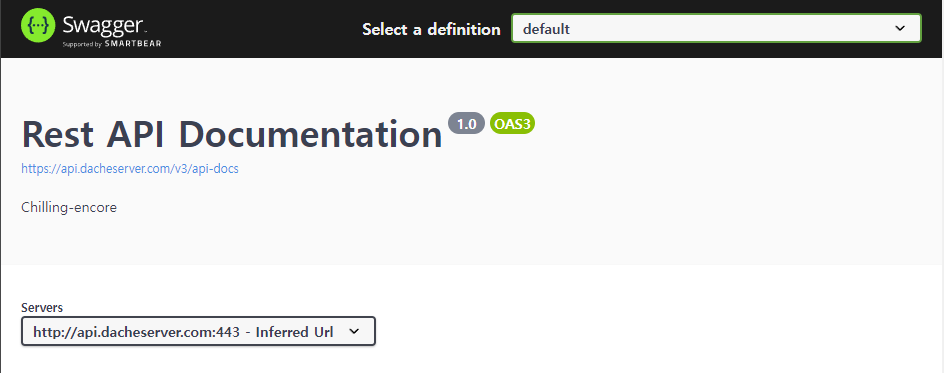 Swagger
Supported by SMARTBEAR
Select a definition
default
Rest API Documentation 1.0 OAS3
https://api.dacheserver.com/v3/api-docs
Chilling-encore
Servers
http://api.dacheserver.com:443 - Inferred Url